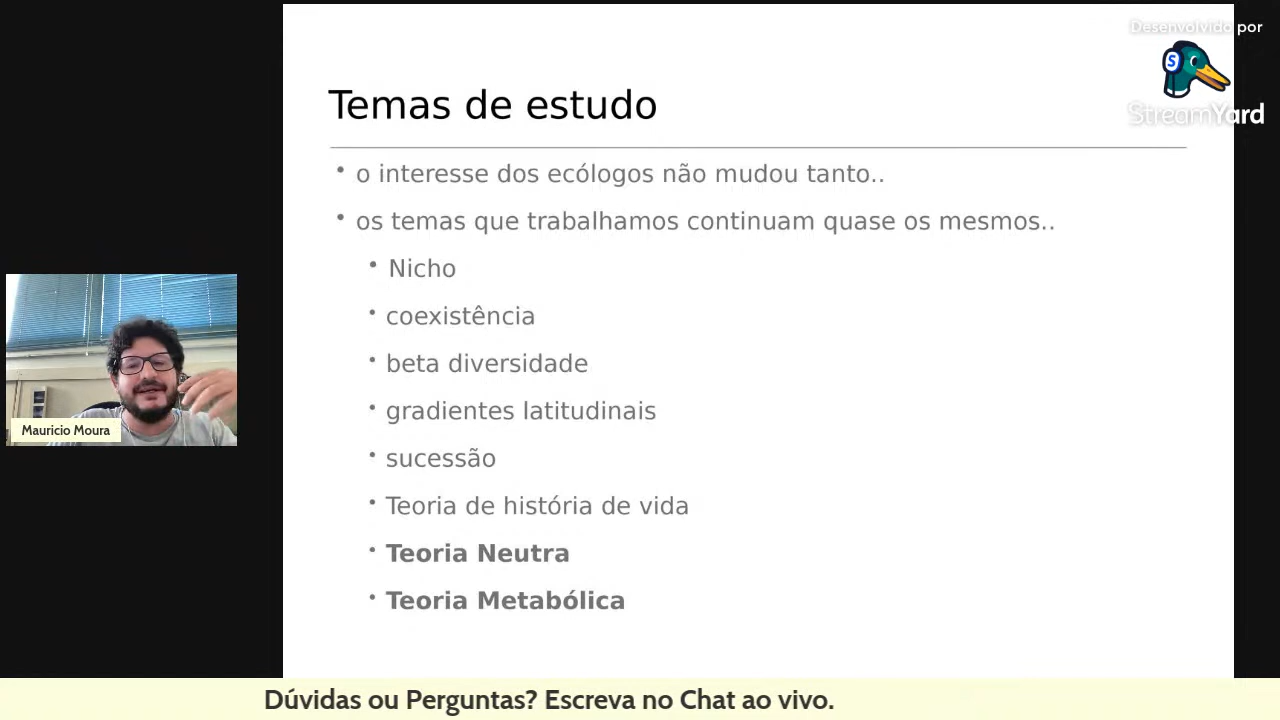 Desenvolvido por
StreamYard
Temas de estudo
• o interesse dos ecólogos não mudou tanto..
• os temas que trabalhamos continuam quase os mesmos..
• Nicho
• coexistência
• beta diversidade
• gradientes latitudinais
• sucessão
• Teoria de história de vida
• Teoria Neutra
• Teoria Metabólica
Mauricio Moura
Dúvidas ou Perguntas? Escreva no Chat ao vivo.